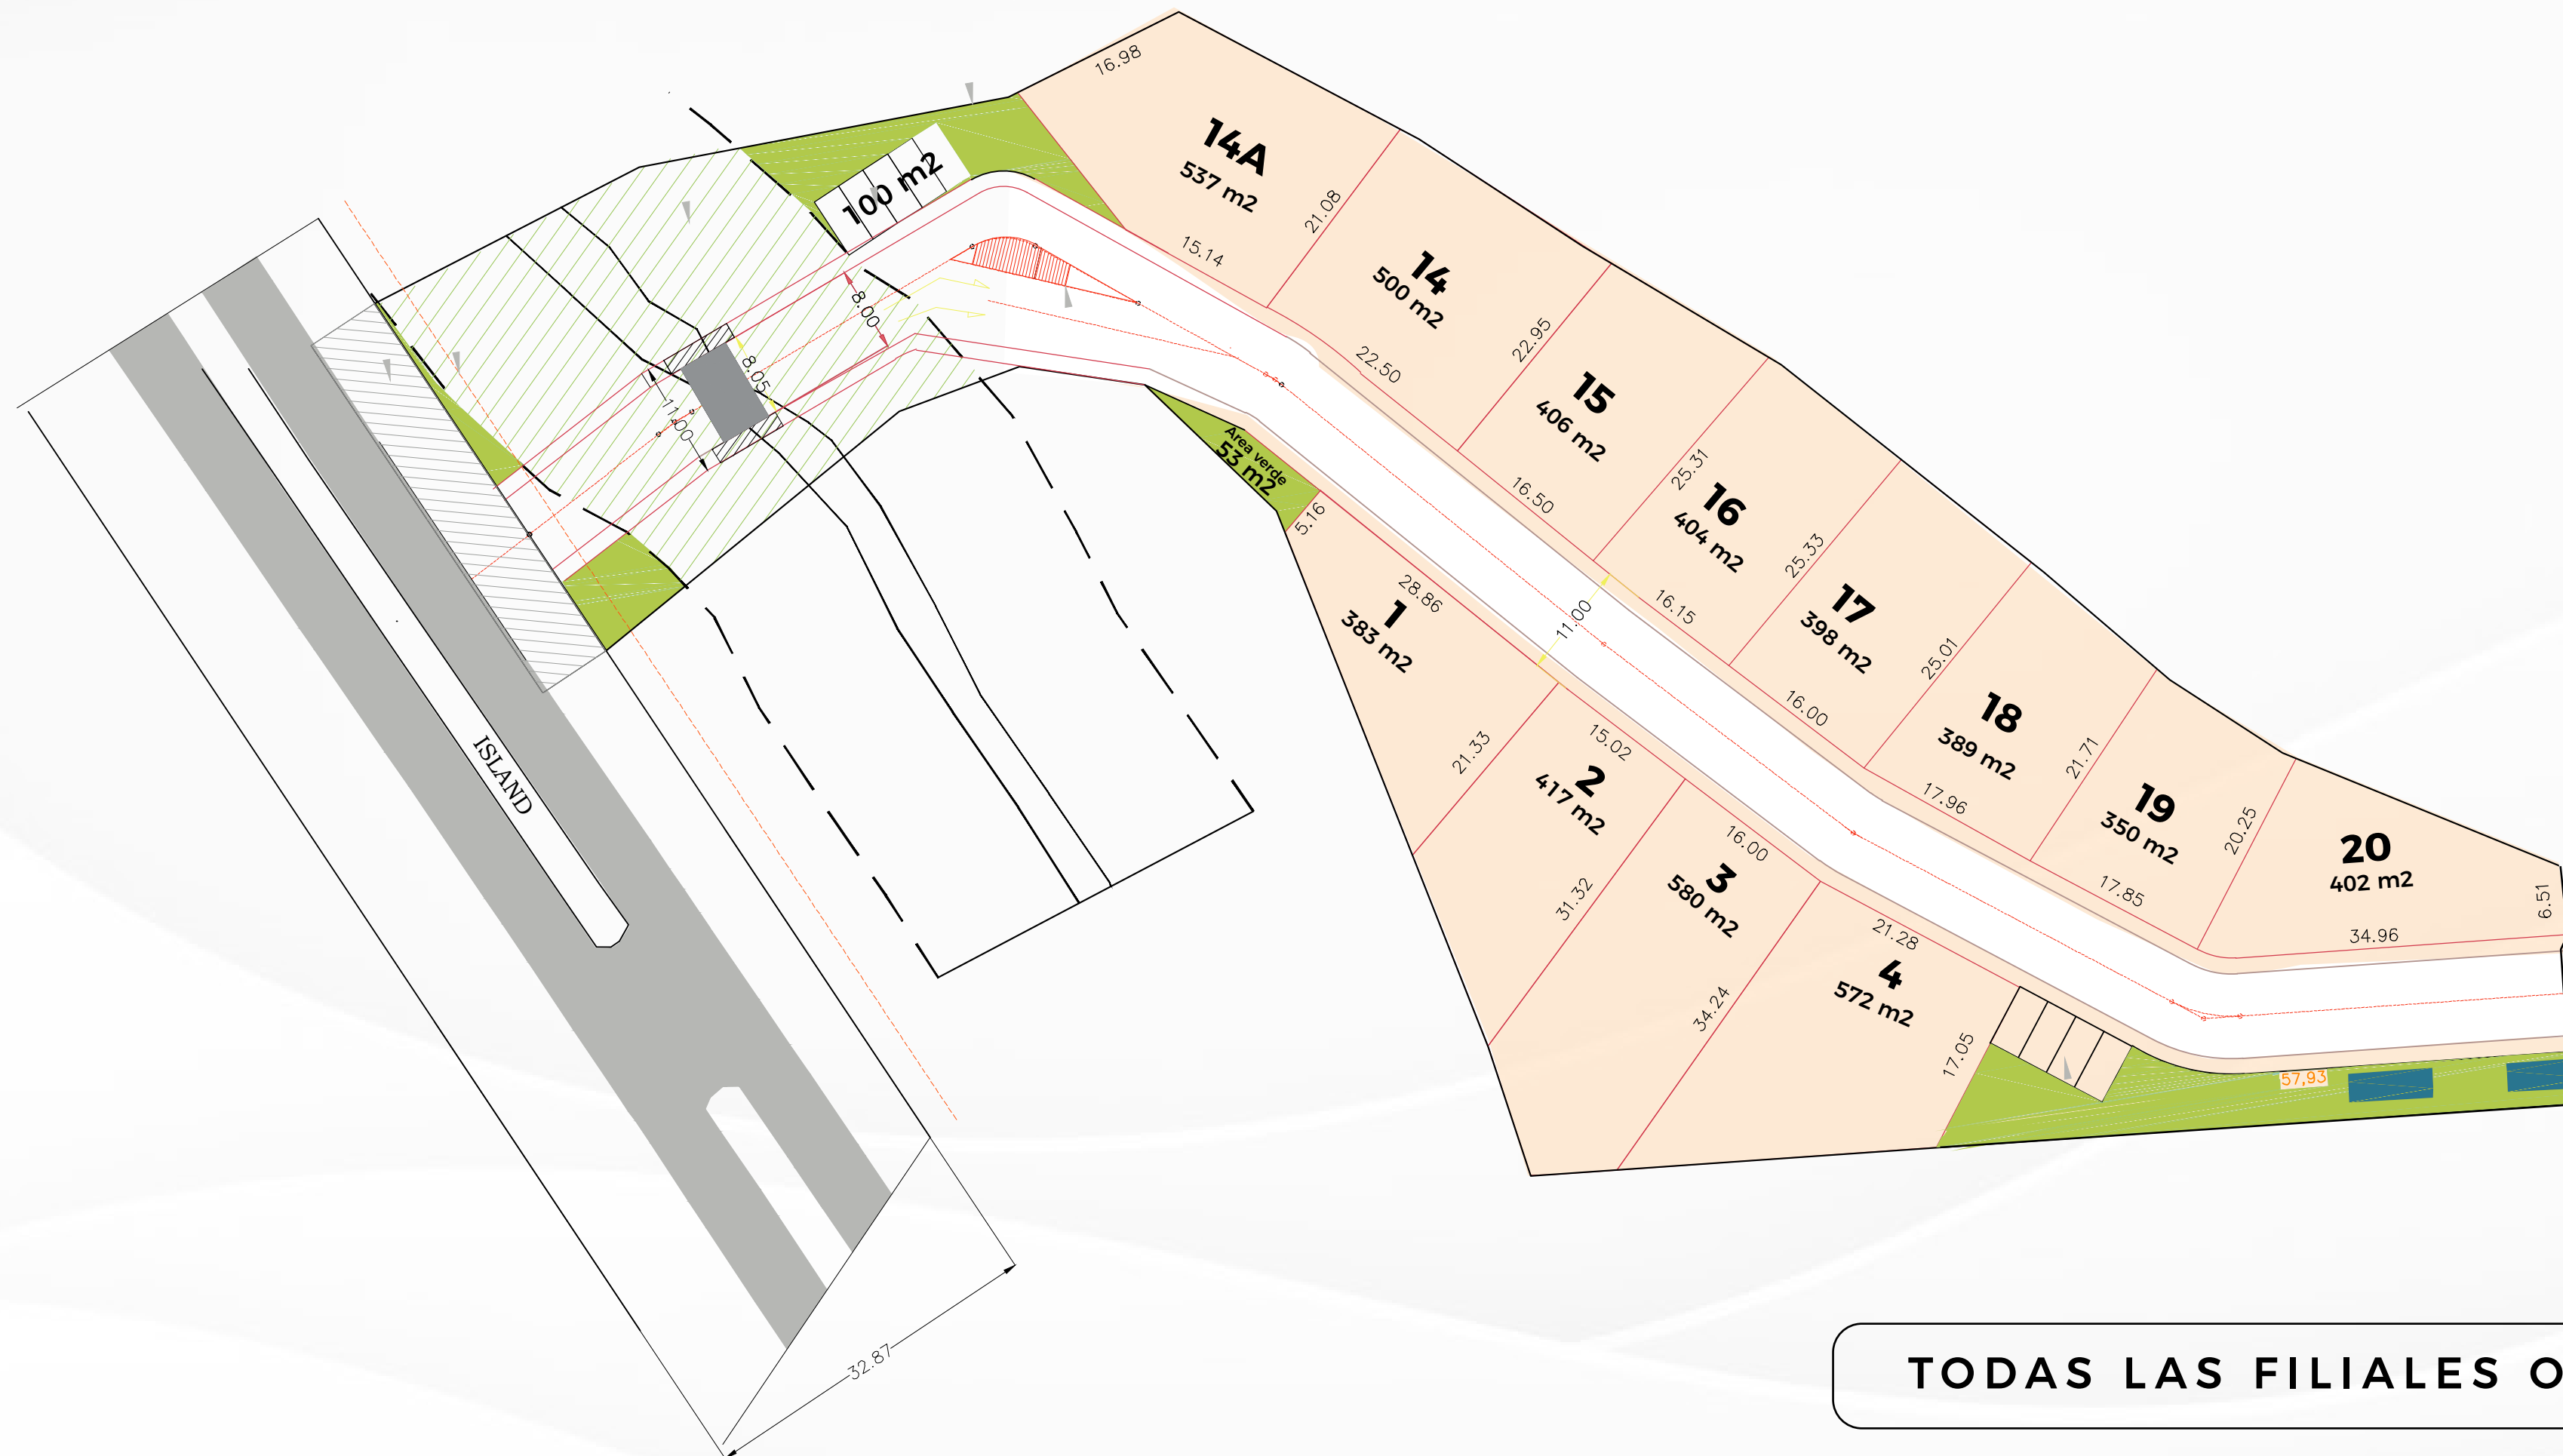 16.98
14A
537 m2
21.08
15.14
100 m2
8.00
8.05
11.00
14
500 m2
22.95
22.50
15
406 m2
25.31
16.50
16
404 m2
25.33
16.15
17
398 m2
25.01
16.00
18
389 m2
21.71
17.96
19
350 m2
20.25
17.85
20
402 m2
6.51
34.96
Area verde
53 m2
5.16
28.86
1
383 m2
11.00
21.33
15.02
2
417 m2
31.32
16.00
3
580 m2
34.24
21.28
4
572 m2
17.05
57,93
ISLAND
32.87
TODAS LAS FILIALES O